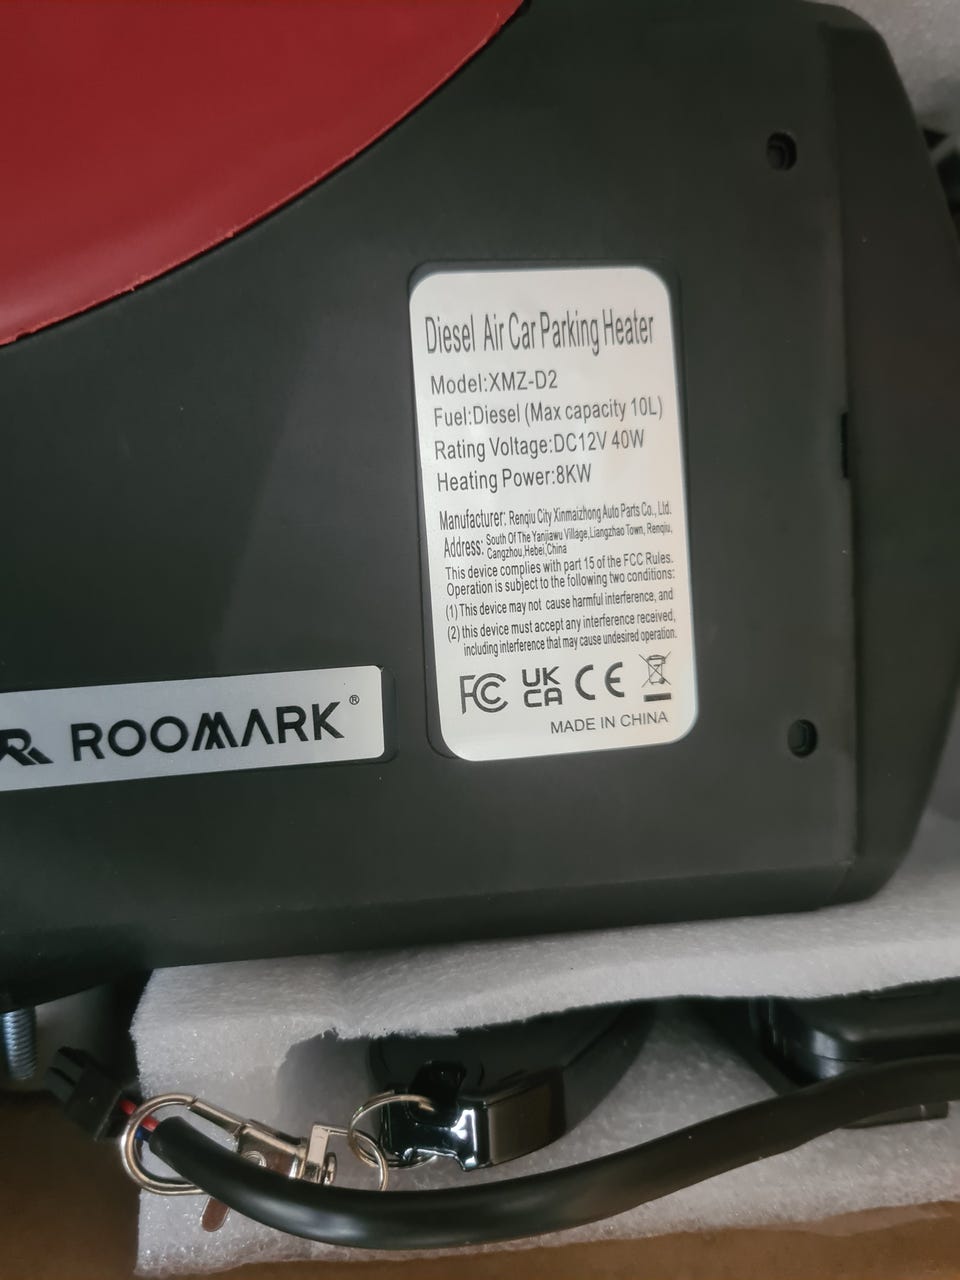 Diesel Air Car Parking Heater
Model:XMZ-D2
Fuel:Diesel (Max capacity 10L)
Rating Voltage:DC12V 40W
Heating Power:8KW
Manufacturer: Renqiu City Xinmaizhong Auto Parts Co., Ltd.
Address: South Of The Yanjiawu Village,Liangzhao Town, Renqiu,
Cangzhou,Hebei,China
This device complies with part 15 of the FCC Rules.
Operation is subject to the following two conditions:
(1) This device may not cause harmful interference, and
(2) this device must accept any interference received,
including interference that may cause undesired operation.
FC UK CA CE
MADE IN CHINA
R ROOMARK®